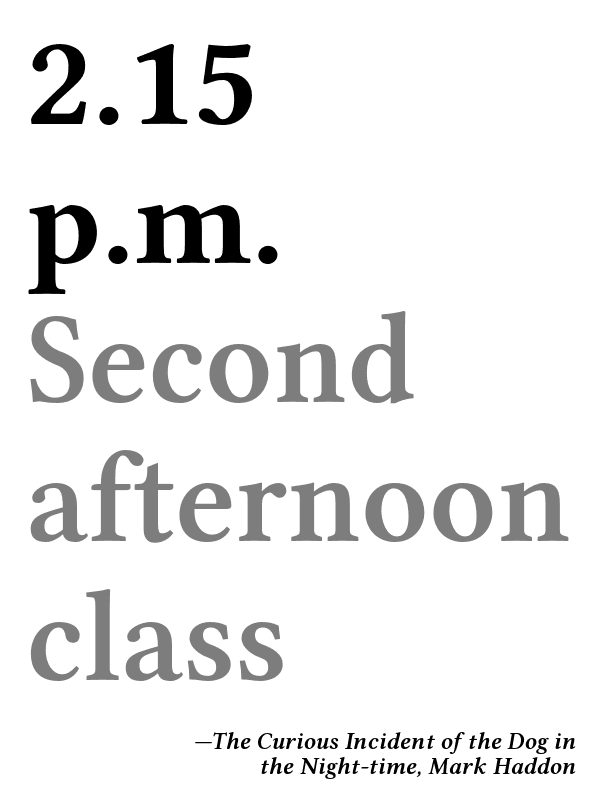 2.15
p.m.
Second
afternoon
class
—The Curious Incident of the Dog in
the Night-time, Mark Haddon